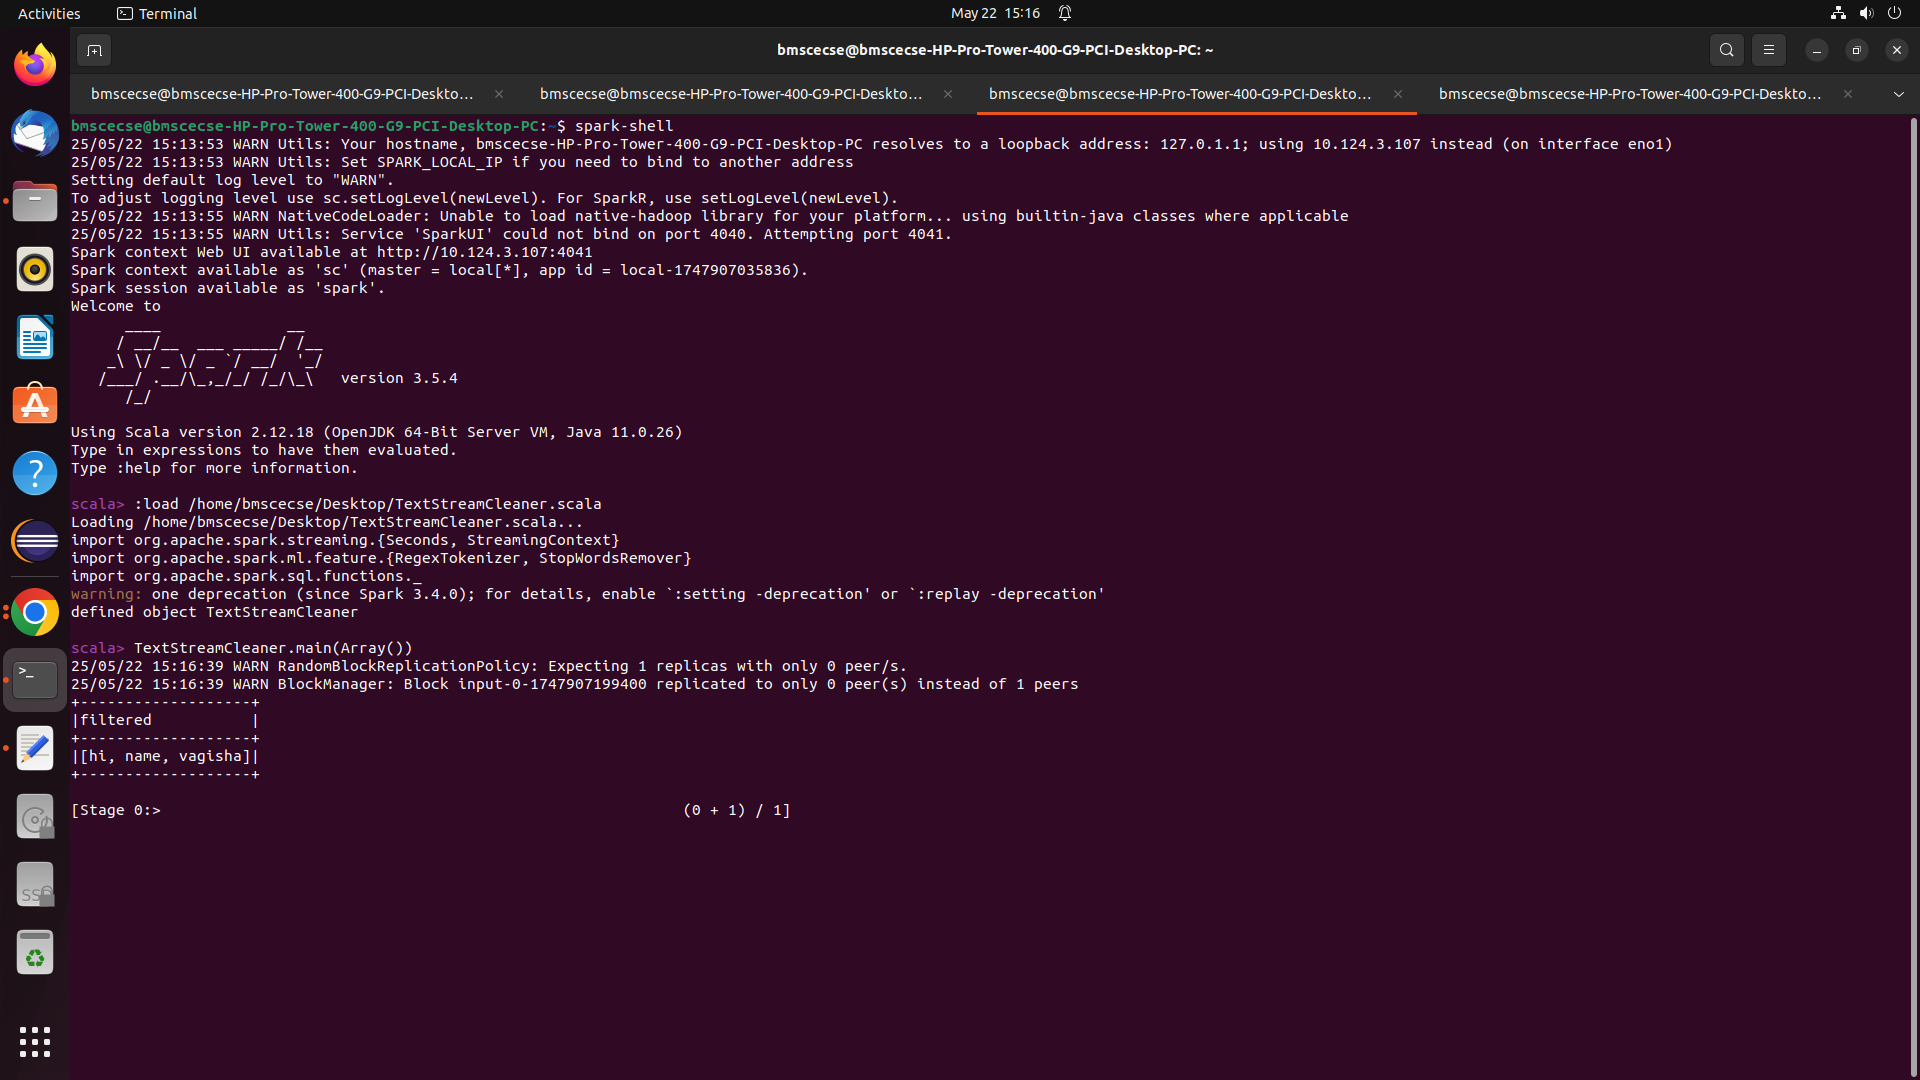 Activities
Terminal
May 22 15:16
bmscecse@bmscecse-HP-Pro-Tower-400-G9-PCI-Desktop-PC: ~
bmscecse@bmscecse-HP-Pro-Tower-400-G9-PCI-Deskto...
bmscecse@bmscecse-HP-Pro-Tower-400-G9-PCI-Deskto...
bmscecse@bmscecse-HP-Pro-Tower-400-G9-PCI-Deskto...
bmscecse@bmscecse-HP-Pro-Tower-400-G9-PCI-Deskto...
bmscecse@bmscecse-HP-Pro-Tower-400-G9-PCI-Desktop-PC:~$ spark-shell
25/05/22 15:13:53 WARN Utils: Your hostname, bmscecse-HP-Pro-Tower-400-G9-PCI-Desktop-PC resolves to a loopback address: 127.0.1.1; using 10.124.3.107 instead (on interface eno1)
25/05/22 15:13:53 WARN Utils: Set SPARK_LOCAL_IP if you need to bind to another address
Setting default log level to "WARN".
To adjust logging level use sc.setLogLevel(newLevel). For SparkR, use setLogLevel(newLevel).
25/05/22 15:13:55 WARN NativeCodeLoader: Unable to load native-hadoop library for your platform... using builtin-java classes where applicable
25/05/22 15:13:55 WARN Utils: Service 'SparkUI' could not bind on port 4040. Attempting port 4041.
Spark context Web UI available at http://10.124.3.107:4041
Spark context available as 'sc' (master = local[*], app id = local-1747907035836).
Spark session available as 'spark'.
Welcome to
      ____              __
     / __/__  ___ _____/ /__
    _\ \/ _ \/ _ `/ __/  '_/
   /___/ .__/\_,_/_/ /_/\_\   version 3.5.4
      /_/
Using Scala version 2.12.18 (OpenJDK 64-Bit Server VM, Java 11.0.26)
Type in expressions to have them evaluated.
Type :help for more information.
scala> :load /home/bmscecse/Desktop/TextStreamCleaner.scala
Loading /home/bmscecse/Desktop/TextStreamCleaner.scala...
import org.apache.spark.streaming.{Seconds, StreamingContext}
import org.apache.spark.ml.feature.{RegexTokenizer, StopWordsRemover}
import org.apache.spark.sql.functions._
warning: one deprecation (since Spark 3.4.0); for details, enable `:setting -deprecation' or `:replay -deprecation'
defined object TextStreamCleaner
scala> TextStreamCleaner.main(Array())
25/05/22 15:16:39 WARN RandomBlockReplicationPolicy: Expecting 1 replicas with only 0 peer/s.
25/05/22 15:16:39 WARN BlockManager: Block input-0-1747907199400 replicated to only 0 peer(s) instead of 1 peers
+-------------------+
|filtered           |
+-------------------+
|[hi, name, vagisha]|
+-------------------+
[Stage 0:>                                                          (0 + 1) / 1]